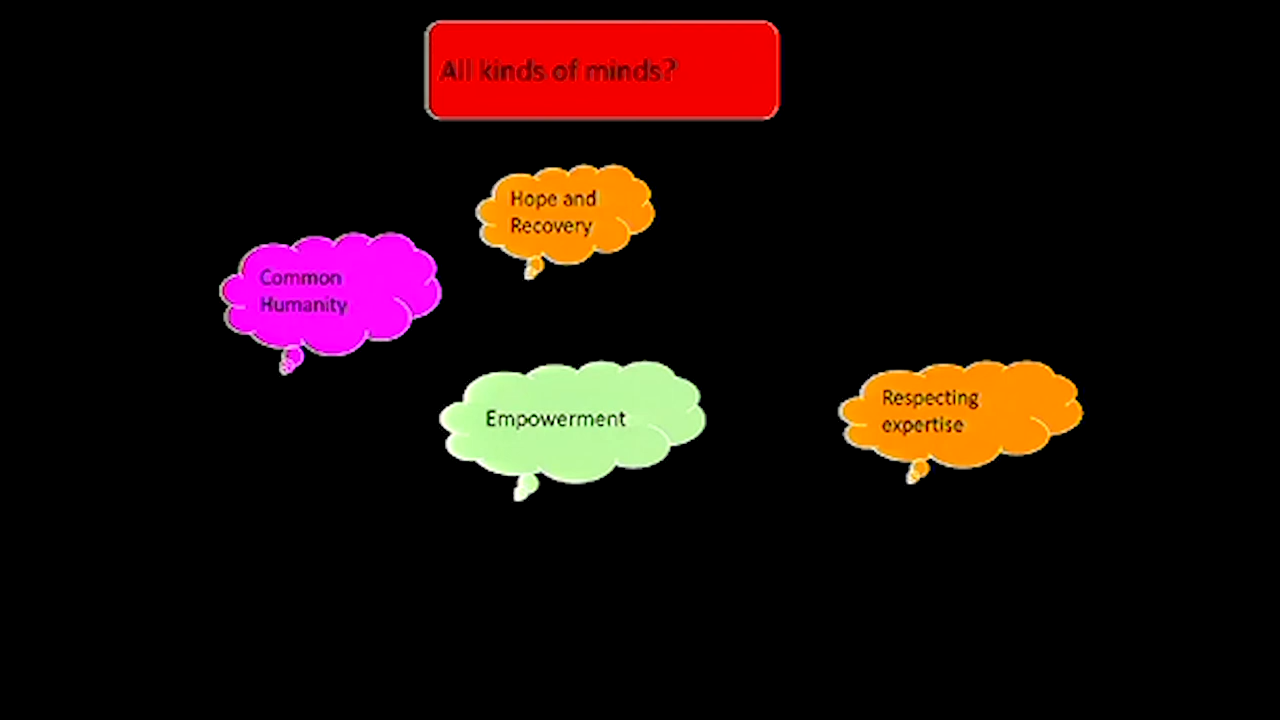 All kinds of minds?
Hope and
Recovery
Common
Humanity
Empowerment
Respecting
expertise